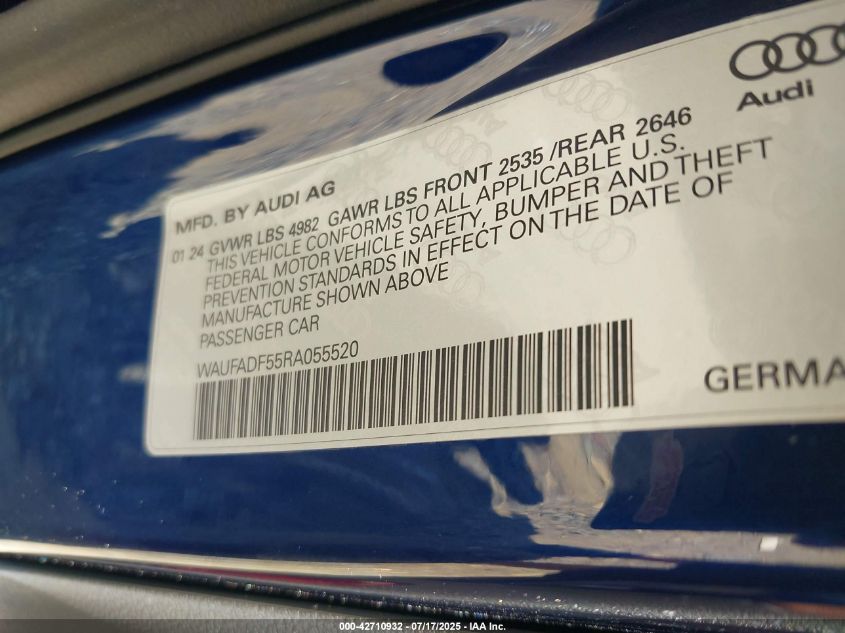 Audi
MFD. BY AUDI AG
01 24 GVWR LBS 4982 GAWR LBS FRONT 2535 /REAR 2646
THIS VEHICLE CONFORMS TO ALL APPLICABLE U.S.
FEDERAL MOTOR VEHICLE SAFETY, BUMPER AND THEFT
PREVENTION STANDARDS IN EFFECT ON THE DATE OF
MANUFACTURE SHOWN ABOVE
PASSENGER CAR
WAUFADF55RA055520
GERMA
000-42710932 - 07/17/2025 - IAA Inc.